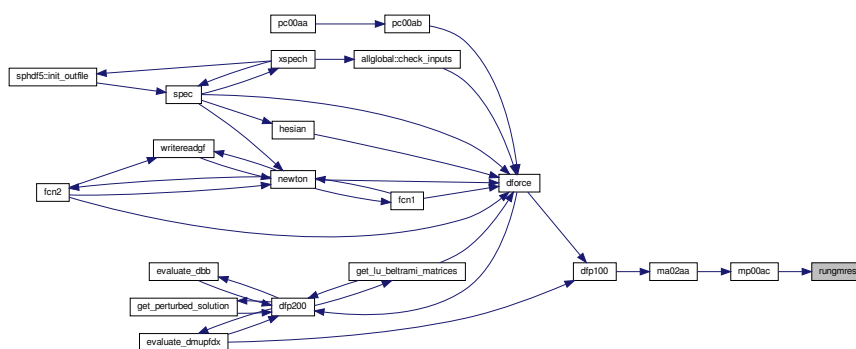 pc00aa
pc00ab
xspech
allglobal::check_inputs
sphdf5::init_outfile
spec
hesian
writereadgf
newton
dforce
fcn2
fcn1
evaluate_dbb
get_lu_beltrami_matrices
dfp100
ma02aa
mp00ac
rungmres
get_perturbed_solution
dfp200
evaluate_dmupfdx